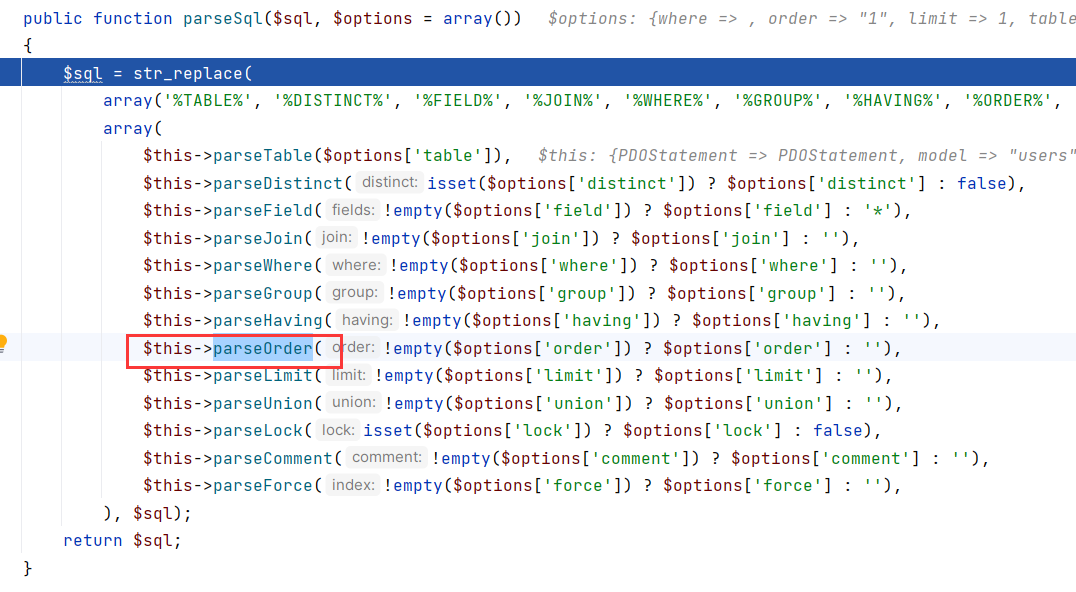 public function parseSql($sql, $options = array())   $options: {where => , order => "1", limit => 1, table
{
    $sql = str_replace(
        array('%TABLE%', '%DISTINCT%', '%FIELD%', '%JOIN%', '%WHERE%', '%GROUP%', '%HAVING%', '%ORDER%',
        array(
            $this->parseTable($options['table']),   $this: {PDOStatement => PDOStatement, model => "users"
            $this->parseDistinct( distinct: isset($options['distinct']) ? $options['distinct'] : false),
            $this->parseField( fields: !empty($options['field']) ? $options['field'] : '*'),
            $this->parseJoin( join: !empty($options['join']) ? $options['join'] : ''),
            $this->parseWhere( where: !empty($options['where']) ? $options['where'] : ''),
            $this->parseGroup( group: !empty($options['group']) ? $options['group'] : ''),
            $this->parseHaving( having: !empty($options['having']) ? $options['having'] : ''),
            $this->parseOrder( order: !empty($options['order']) ? $options['order'] : ''),
            $this->parseLimit( limit: !empty($options['limit']) ? $options['limit'] : ''),
            $this->parseUnion( union: !empty($options['union']) ? $options['union'] : ''),
            $this->parseLock( lock: isset($options['lock']) ? $options['lock'] : false),
            $this->parseComment( comment: !empty($options['comment']) ? $options['comment'] : ''),
            $this->parseForce( index: !empty($options['force']) ? $options['force'] : ''),
        ), $sql);
    return $sql;
}